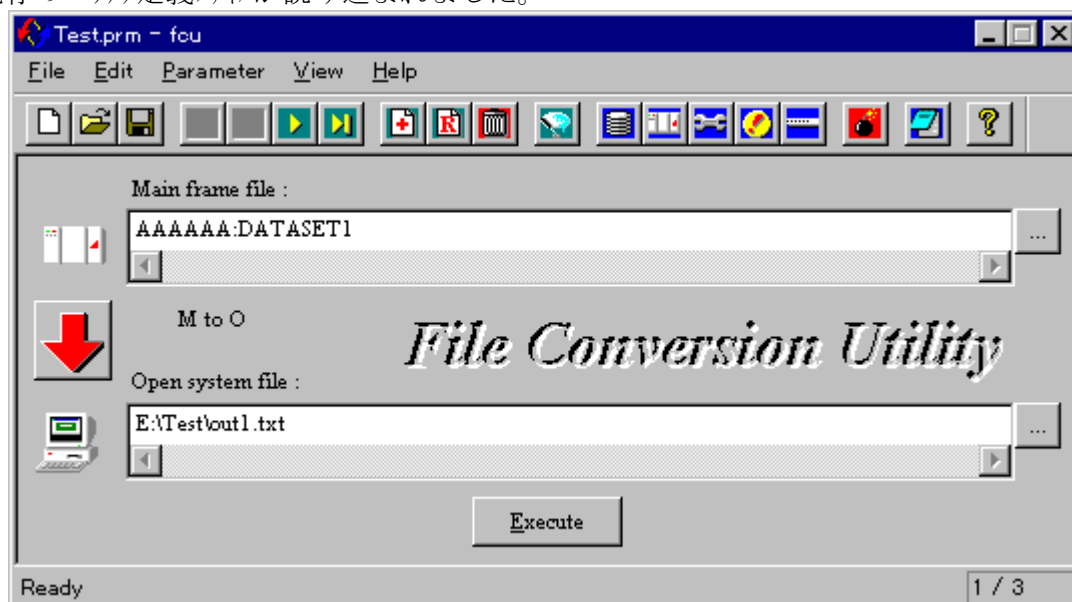 Test.prm - fcu
File Edit Parameter View Help
Main frame file :
AAAAAA:DATASET1
...
M to O
File Conversion Utility
Open system file :
E:\Test\out1.txt
...
Execute
Ready
1 / 3